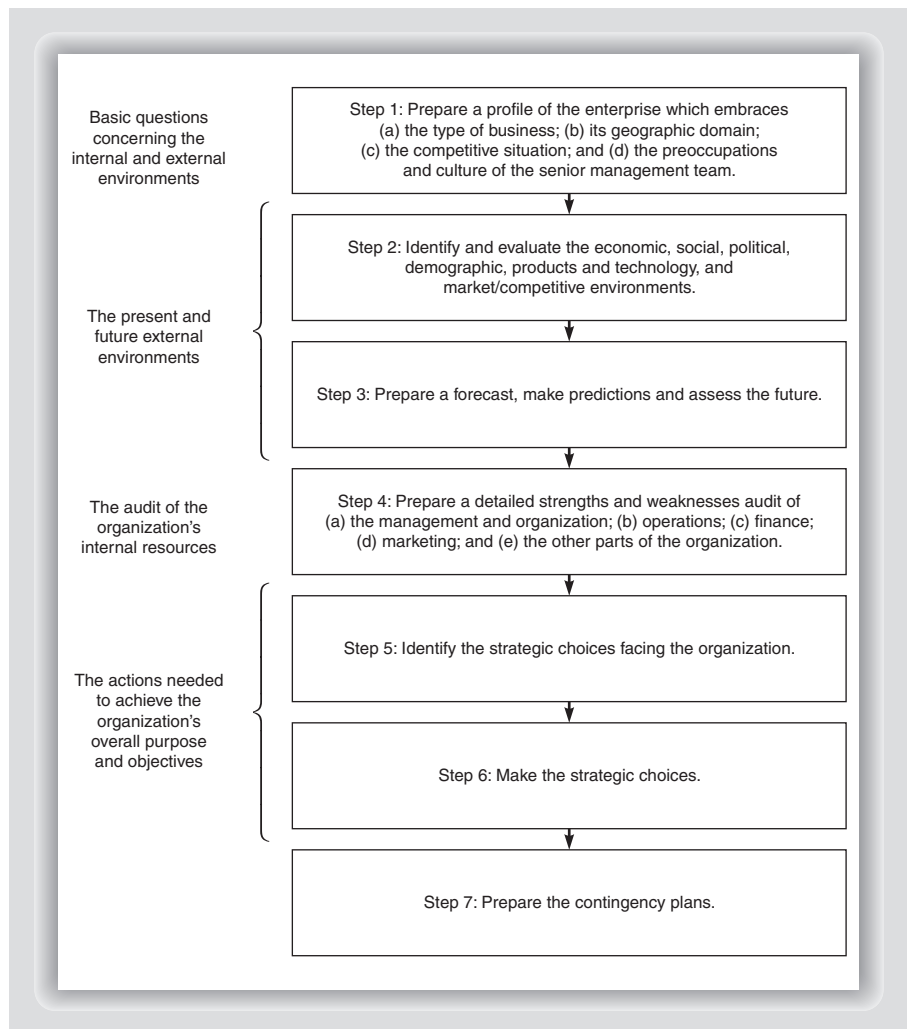 Basic questions
concerning the
internal and external
environments
Step 1: Prepare a profile of the enterprise which embraces
(a) the type of business; (b) its geographic domain;
(c) the competitive situation; and (d) the preoccupations
and culture of the senior management team.
The present and
future external
environments
Step 2: Identify and evaluate the economic, social, political,
demographic, products and technology, and
market/competitive environments.
Step 3: Prepare a forecast, make predictions and assess the future.
The audit of the
organization's
internal resources
Step 4: Prepare a detailed strengths and weaknesses audit of
(a) the management and organization; (b) operations; (c) finance;
(d) marketing; and (e) the other parts of the organization.
The actions needed
to achieve the
organization's
overall purpose
and objectives
Step 5: Identify the strategic choices facing the organization.
Step 6: Make the strategic choices.
Step 7: Prepare the contingency plans.